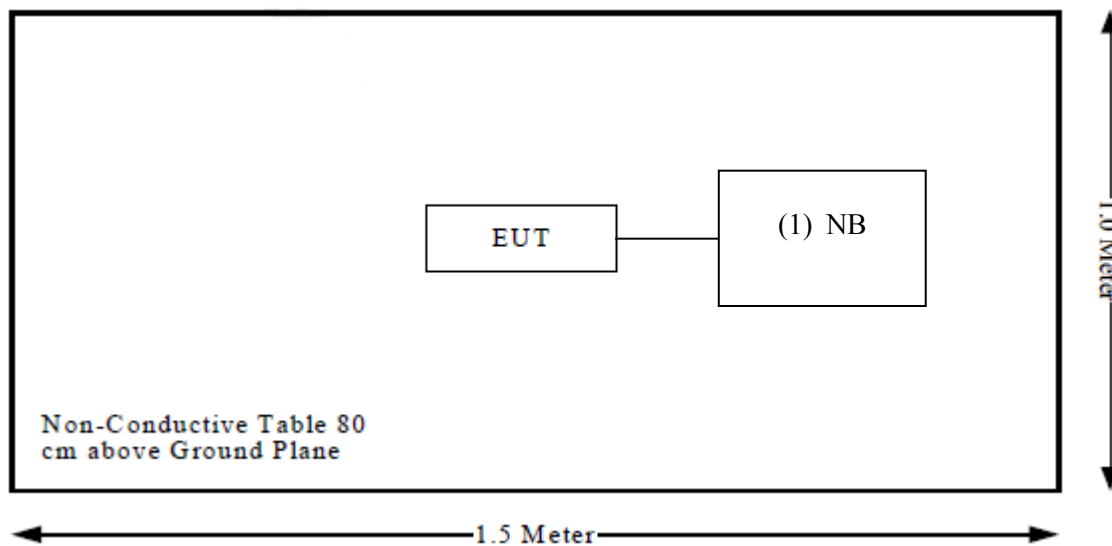 EUT
(1) NB
1.0 Meter
Non-Conductive Table 80
cm above Ground Plane
1.5 Meter